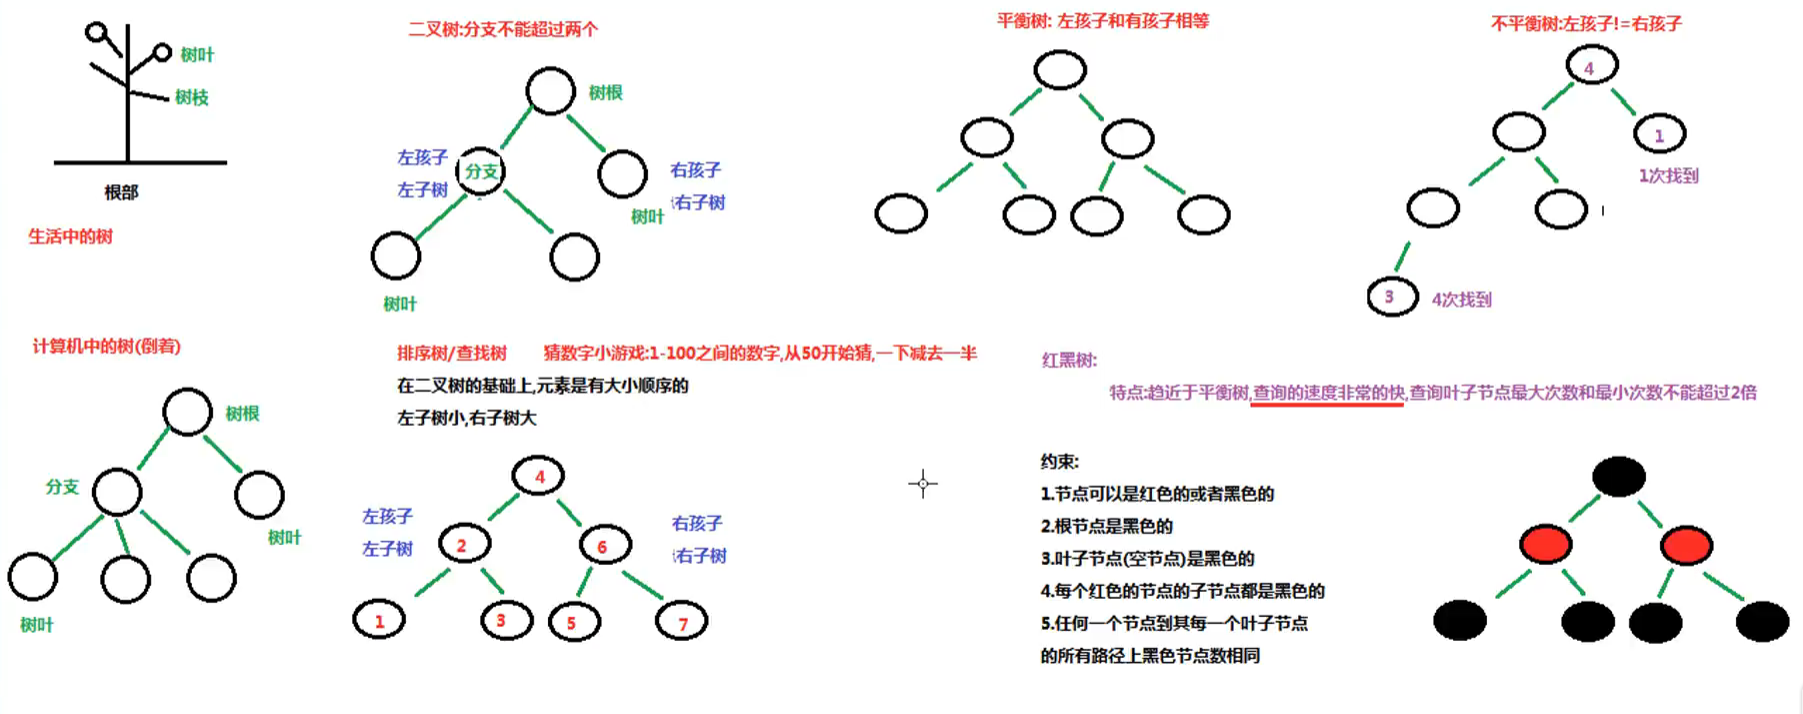 树叶
树枝
根部
生活中的树
二叉树:分支不能超过两个
树根
左孩子
左子树
分支
右孩子
右子树
树叶
树叶
平衡树: 左孩子和有孩子相等
不平衡树:左孩子!=右孩子
4
1
1次找到
3
4次找到
计算机中的树(倒着)
树根
分支
树叶
树叶
排序树/查找树 猜数字小游戏:1-100之间的数字,从50开始猜,一下减去一半
在二叉树的基础上,元素是有大小顺序的
左子树小,右子树大
4
左孩子
左子树
2
6
右孩子
右子树
1
3
5
7
红黑树:
特点:趋近于平衡树,查询的速度非常的快,查询叶子节点最大次数和最小次数不能超过2倍
约束:
1.节点可以是红色的或者黑色的
2.根节点是黑色的
3.叶子节点(空节点)是黑色的
4.每个红色的节点的子节点都是黑色的
5.任何一个节点到其每一个叶子节点
的所有路径上黑色节点数相同